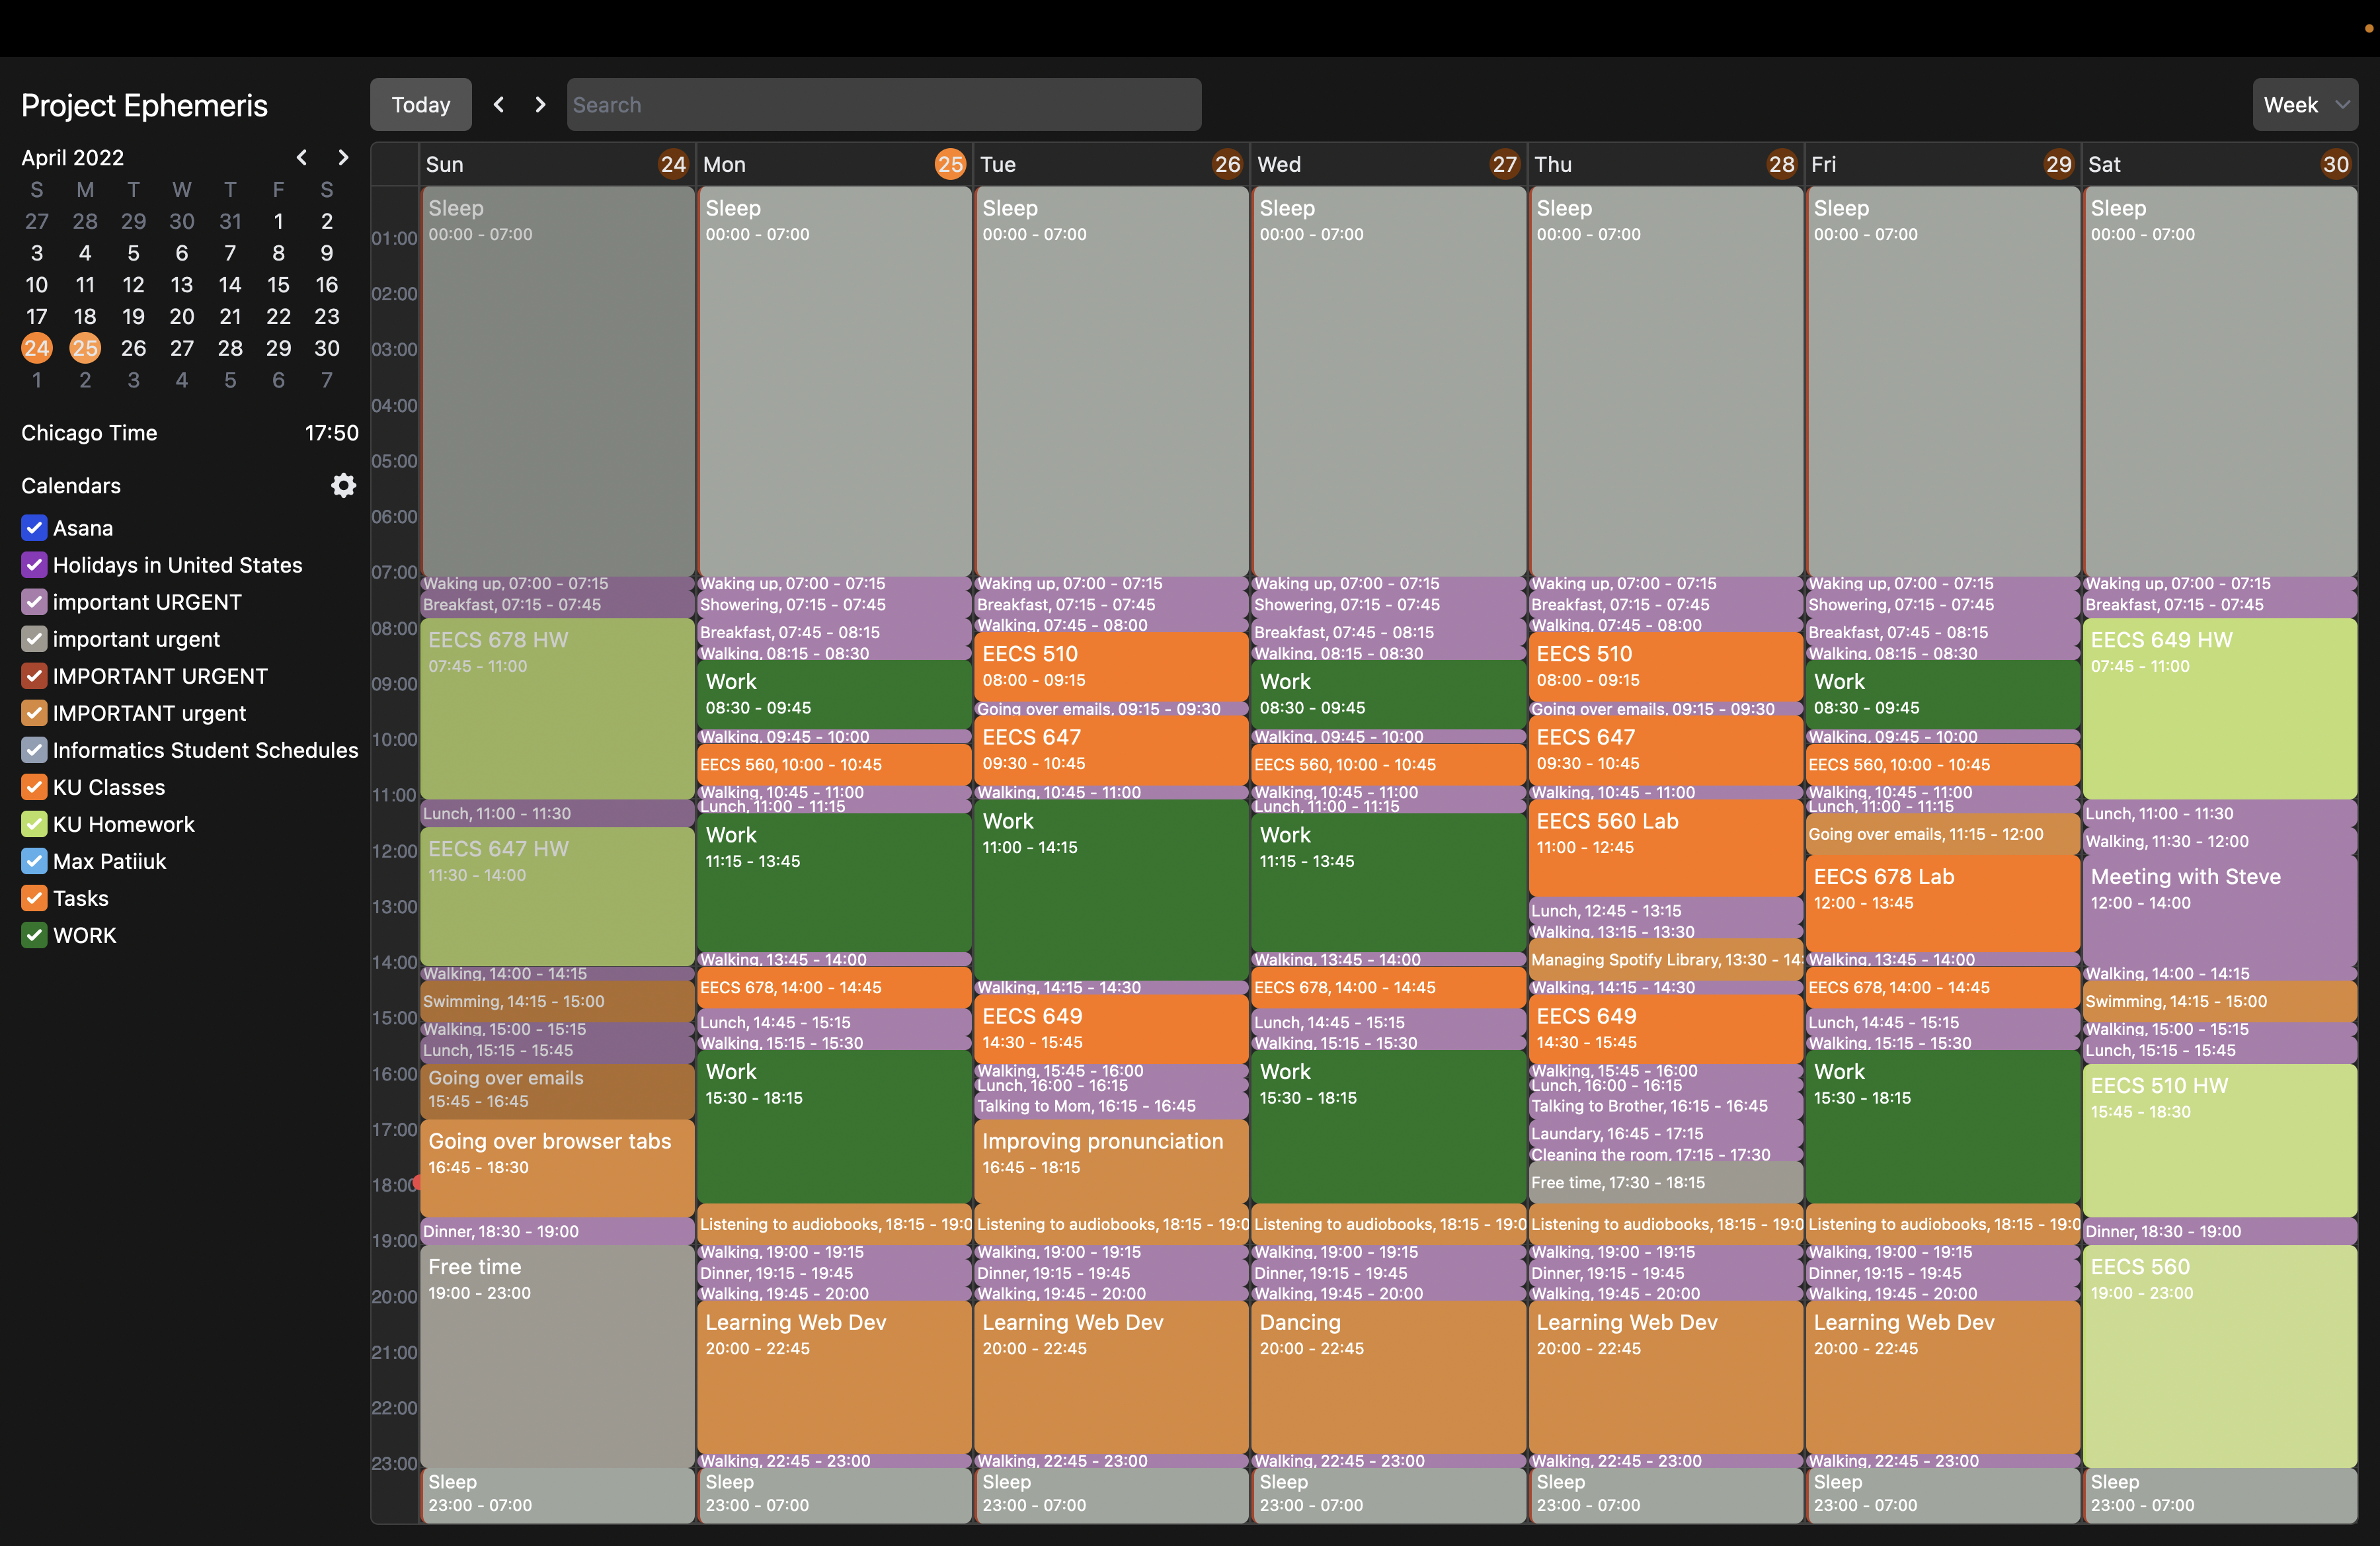 Project Ephemeris
Today
Search
Week
April 2022
S M T W T F S
27 28 29 30 31 1 2
3 4 5 6 7 8 9
10 11 12 13 14 15 16
17 18 19 20 21 22 23
24 25 26 27 28 29 30
1 2 3 4 5 6 7
Chicago Time 17:50
Calendars
Asana
Holidays in United States
important URGENT
important urgent
IMPORTANT URGENT
IMPORTANT urgent
Informatics Student Schedules
KU Classes
KU Homework
Max Patiiuk
Tasks
WORK
01:00
02:00
03:00
04:00
05:00
06:00
07:00
08:00
09:00
10:00
11:00
12:00
13:00
14:00
15:00
16:00
17:00
18:00
19:00
20:00
21:00
22:00
23:00
Sun 24
Sleep
00:00 - 07:00
Waking up, 07:00 - 07:15
Breakfast, 07:15 - 07:45
EECS 678 HW
07:45 - 11:00
Lunch, 11:00 - 11:30
EECS 647 HW
11:30 - 14:00
Walking, 14:00 - 14:15
Swimming, 14:15 - 15:00
Walking, 15:00 - 15:15
Lunch, 15:15 - 15:45
Going over emails
15:45 - 16:45
Going over browser tabs
16:45 - 18:30
Dinner, 18:30 - 19:00
Free time
19:00 - 23:00
Sleep
23:00 - 07:00
Mon 25
Sleep
00:00 - 07:00
Waking up, 07:00 - 07:15
Showering, 07:15 - 07:45
Breakfast, 07:45 - 08:15
Walking, 08:15 - 08:30
Work
08:30 - 09:45
Walking, 09:45 - 10:00
EECS 560, 10:00 - 10:45
Walking, 10:45 - 11:00
Lunch, 11:00 - 11:15
Work
11:15 - 13:45
Walking, 13:45 - 14:00
EECS 678, 14:00 - 14:45
Lunch, 14:45 - 15:15
Walking, 15:15 - 15:30
Work
15:30 - 18:15
Listening to audiobooks, 18:15 - 19:0
Walking, 19:00 - 19:15
Dinner, 19:15 - 19:45
Walking, 19:45 - 20:00
Learning Web Dev
20:00 - 22:45
Walking, 22:45 - 23:00
Sleep
23:00 - 07:00
Tue 26
Sleep
00:00 - 07:00
Waking up, 07:00 - 07:15
Breakfast, 07:15 - 07:45
Walking, 07:45 - 08:00
EECS 510
08:00 - 09:15
Going over emails, 09:15 - 09:30
EECS 647
09:30 - 10:45
Walking, 10:45 - 11:00
Work
11:00 - 14:15
Walking, 14:15 - 14:30
EECS 649
14:30 - 15:45
Walking, 15:45 - 16:00
Lunch, 16:00 - 16:15
Talking to Mom, 16:15 - 16:45
Improving pronunciation
16:45 - 18:15
Listening to audiobooks, 18:15 - 19:0
Walking, 19:00 - 19:15
Dinner, 19:15 - 19:45
Walking, 19:45 - 20:00
Learning Web Dev
20:00 - 22:45
Walking, 22:45 - 23:00
Sleep
23:00 - 07:00
Wed 27
Sleep
00:00 - 07:00
Waking up, 07:00 - 07:15
Showering, 07:15 - 07:45
Breakfast, 07:45 - 08:15
Walking, 08:15 - 08:30
Work
08:30 - 09:45
Walking, 09:45 - 10:00
EECS 560, 10:00 - 10:45
Walking, 10:45 - 11:00
Lunch, 11:00 - 11:15
Work
11:15 - 13:45
Walking, 13:45 - 14:00
EECS 678, 14:00 - 14:45
Lunch, 14:45 - 15:15
Walking, 15:15 - 15:30
Work
15:30 - 18:15
Listening to audiobooks, 18:15 - 19:0
Walking, 19:00 - 19:15
Dinner, 19:15 - 19:45
Walking, 19:45 - 20:00
Dancing
20:00 - 22:45
Walking, 22:45 - 23:00
Sleep
23:00 - 07:00
Thu 28
Sleep
00:00 - 07:00
Waking up, 07:00 - 07:15
Breakfast, 07:15 - 07:45
Walking, 07:45 - 08:00
EECS 510
08:00 - 09:15
Going over emails, 09:15 - 09:30
EECS 647
09:30 - 10:45
Walking, 10:45 - 11:00
EECS 560 Lab
11:00 - 12:45
Lunch, 12:45 - 13:15
Walking, 13:15 - 13:30
Managing Spotify Library, 13:30 - 14:
Walking, 14:15 - 14:30
EECS 649
14:30 - 15:45
Walking, 15:45 - 16:00
Lunch, 16:00 - 16:15
Talking to Brother, 16:15 - 16:45
Laundary, 16:45 - 17:15
Cleaning the room, 17:15 - 17:30
Free time, 17:30 - 18:15
Listening to audiobooks, 18:15 - 19:0
Walking, 19:00 - 19:15
Dinner, 19:15 - 19:45
Walking, 19:45 - 20:00
Learning Web Dev
20:00 - 22:45
Walking, 22:45 - 23:00
Sleep
23:00 - 07:00
Fri 29
Sleep
00:00 - 07:00
Waking up, 07:00 - 07:15
Showering, 07:15 - 07:45
Breakfast, 07:45 - 08:15
Walking, 08:15 - 08:30
Work
08:30 - 09:45
Walking, 09:45 - 10:00
EECS 560, 10:00 - 10:45
Walking, 10:45 - 11:00
Lunch, 11:00 - 11:15
Going over emails, 11:15 - 12:00
EECS 678 Lab
12:00 - 13:45
Walking, 13:45 - 14:00
EECS 678, 14:00 - 14:45
Lunch, 14:45 - 15:15
Walking, 15:15 - 15:30
Work
15:30 - 18:15
Listening to audiobooks, 18:15 - 19:0
Walking, 19:00 - 19:15
Dinner, 19:15 - 19:45
Walking, 19:45 - 20:00
Learning Web Dev
20:00 - 22:45
Walking, 22:45 - 23:00
Sleep
23:00 - 07:00
Sat 30
Sleep
00:00 - 07:00
Waking up, 07:00 - 07:15
Breakfast, 07:15 - 07:45
EECS 649 HW
07:45 - 11:00
Lunch, 11:00 - 11:30
Walking, 11:30 - 12:00
Meeting with Steve
12:00 - 14:00
Walking, 14:00 - 14:15
Swimming, 14:15 - 15:00
Walking, 15:00 - 15:15
Lunch, 15:15 - 15:45
EECS 510 HW
15:45 - 18:30
Dinner, 18:30 - 19:00
EECS 560
19:00 - 23:00
Sleep
23:00 - 07:00